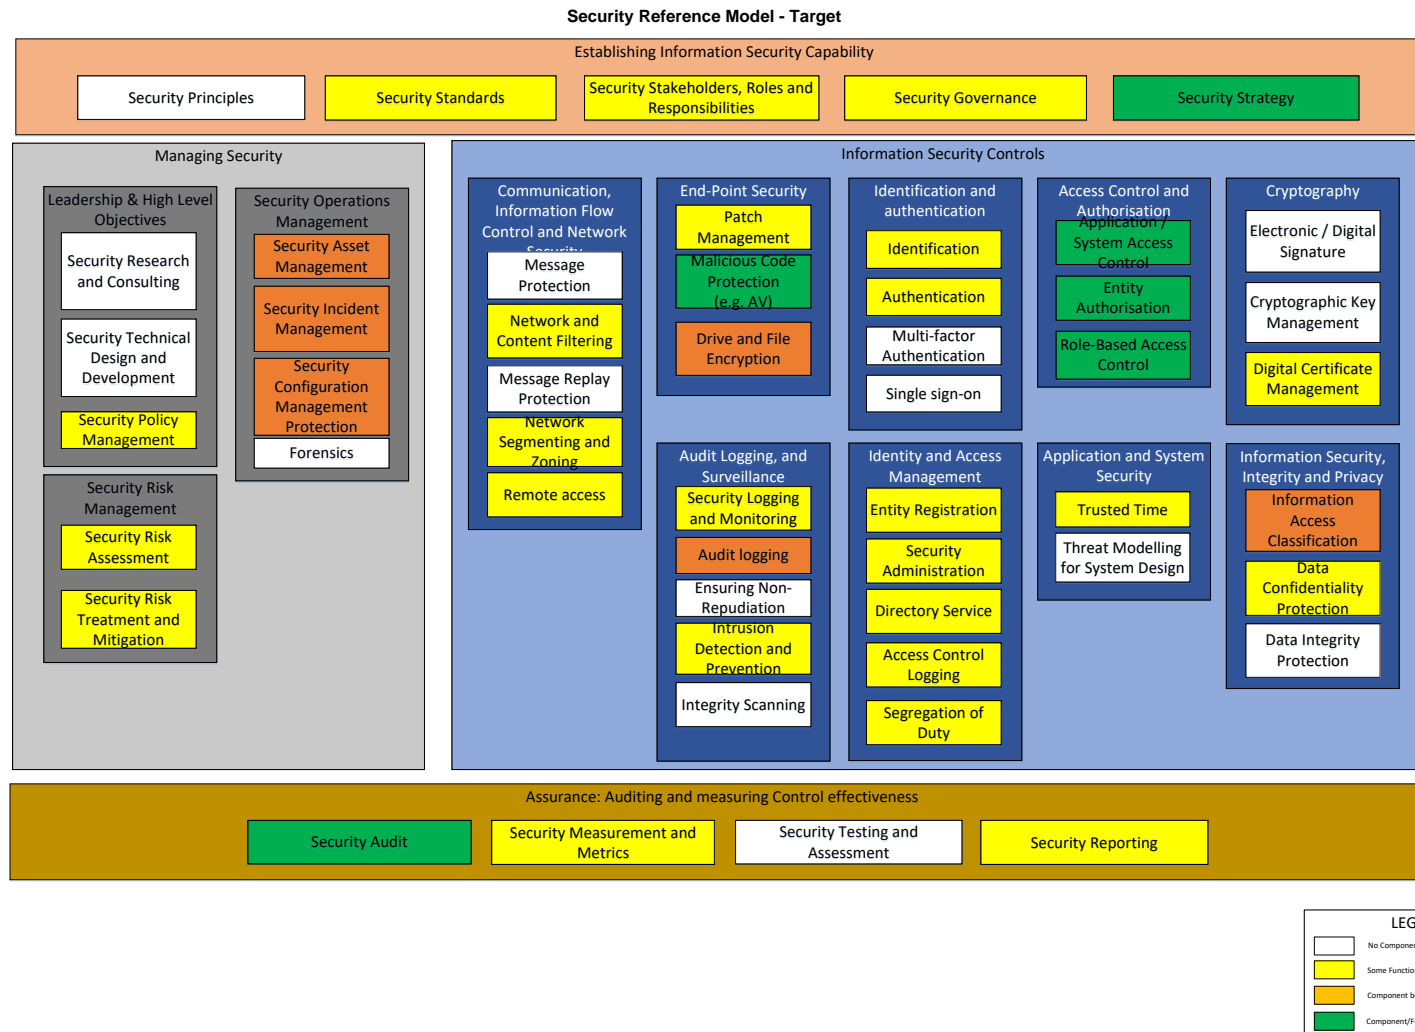 Security Reference Model - Target
Establishing Information Security Capability
Security Principles
Security Standards
Security Stakeholders, Roles and
Responsibilities
Security Governance
Security Strategy
Managing Security
Leadership & High Level
Objectives
Security Research
and Consulting
Security Technical
Design and
Development
Security Policy
Management
Security Risk
Management
Security Risk
Assessment
Security Risk
Treatment and
Mitigation
Security Operations
Management
Security Asset
Management
Security Incident
Management
Security
Configuration
Management
Protection
Forensics
Information Security Controls
Communication,
Information Flow
Control and Network
Security
Message
Protection
Network and
Content Filtering
Message Replay
Protection
Network
Segmenting and
Zoning
Remote access
End-Point Security
Patch
Management
Malicious Code
Protection
(e.g. AV)
Drive and File
Encryption
Identification and
authentication
Identification
Authentication
Multi-factor
Authentication
Single sign-on
Access Control and
Authorisation
Application /
System Access
Control
Entity
Authorisation
Role-Based Access
Control
Cryptography
Electronic / Digital
Signature
Cryptographic Key
Management
Digital Certificate
Management
Audit Logging, and
Surveillance
Security Logging
and Monitoring
Audit logging
Ensuring Non-
Repudiation
Intrusion
Detection and
Prevention
Integrity Scanning
Identity and Access
Management
Entity Registration
Security
Administration
Directory Service
Access Control
Logging
Segregation of
Duty
Application and System
Security
Trusted Time
Threat Modelling
for System Design
Information Security,
Integrity and Privacy
Information
Access
Classification
Data
Confidentiality
Protection
Data Integrity
Protection
Assurance: Auditing and measuring Control effectiveness
Security Audit
Security Measurement and
Metrics
Security Testing and
Assessment
Security Reporting
LEG
No Compone
Some Functio
Component b
Component/F